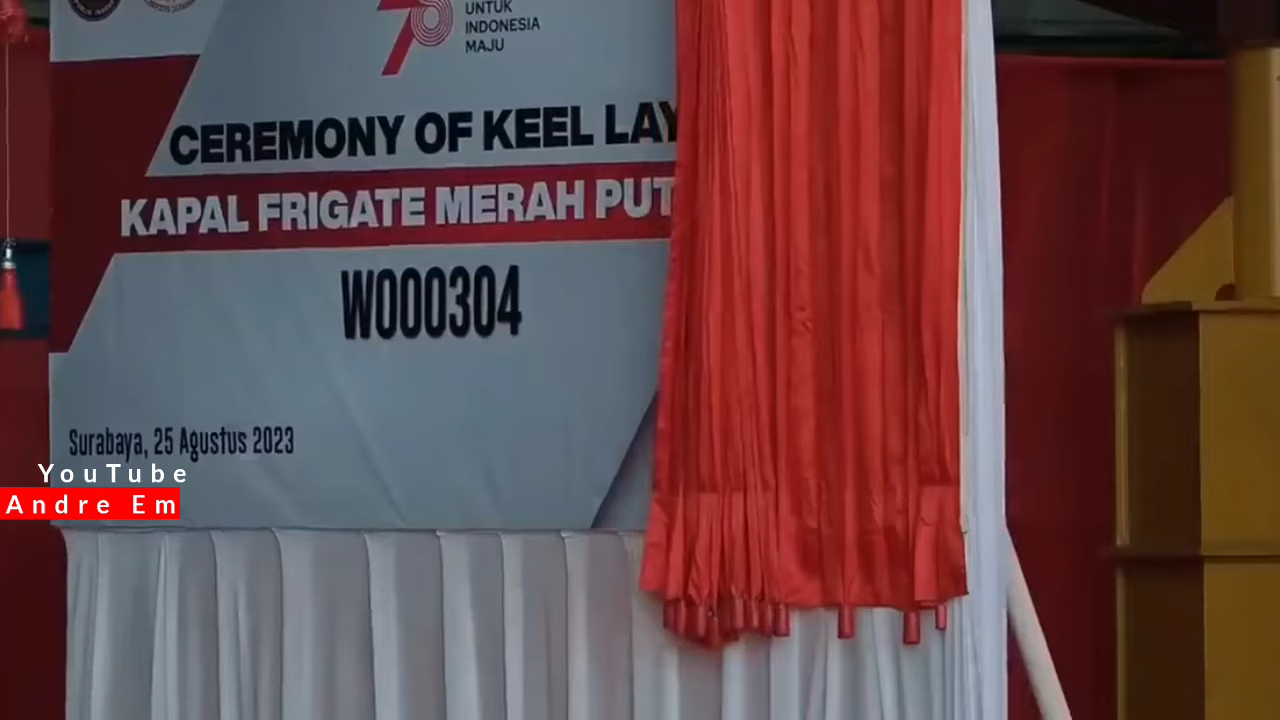 78
UNTUK
INDONESIA
MAJU
CEREMONY OF KEEL LAY
KAPAL FRIGATE MERAH PUT
W000304
Surabaya, 25 Agustus 2023
YouTube
Andre Em